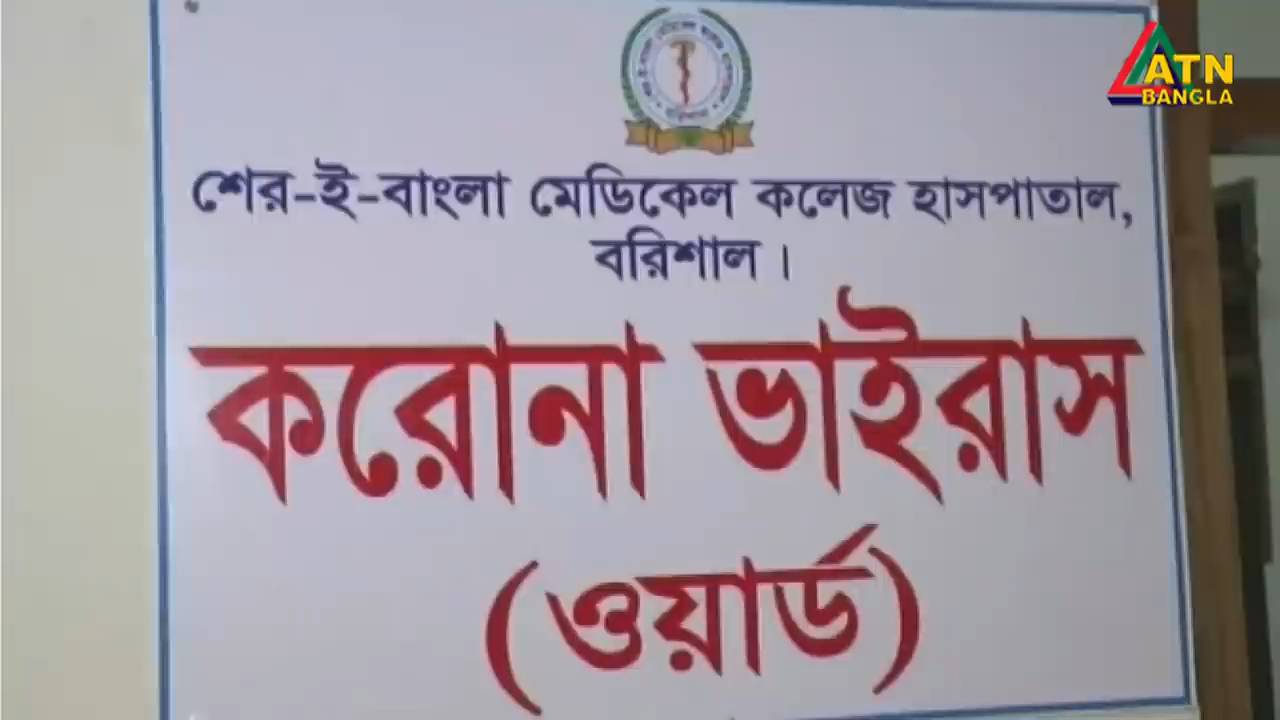 ATN
BANGLA
শের-ই-বাংলা মেডিকেল কলেজ হাসপাতাল,
বরিশাল।
করোনা ভাইরাস
(ওয়ার্ড)